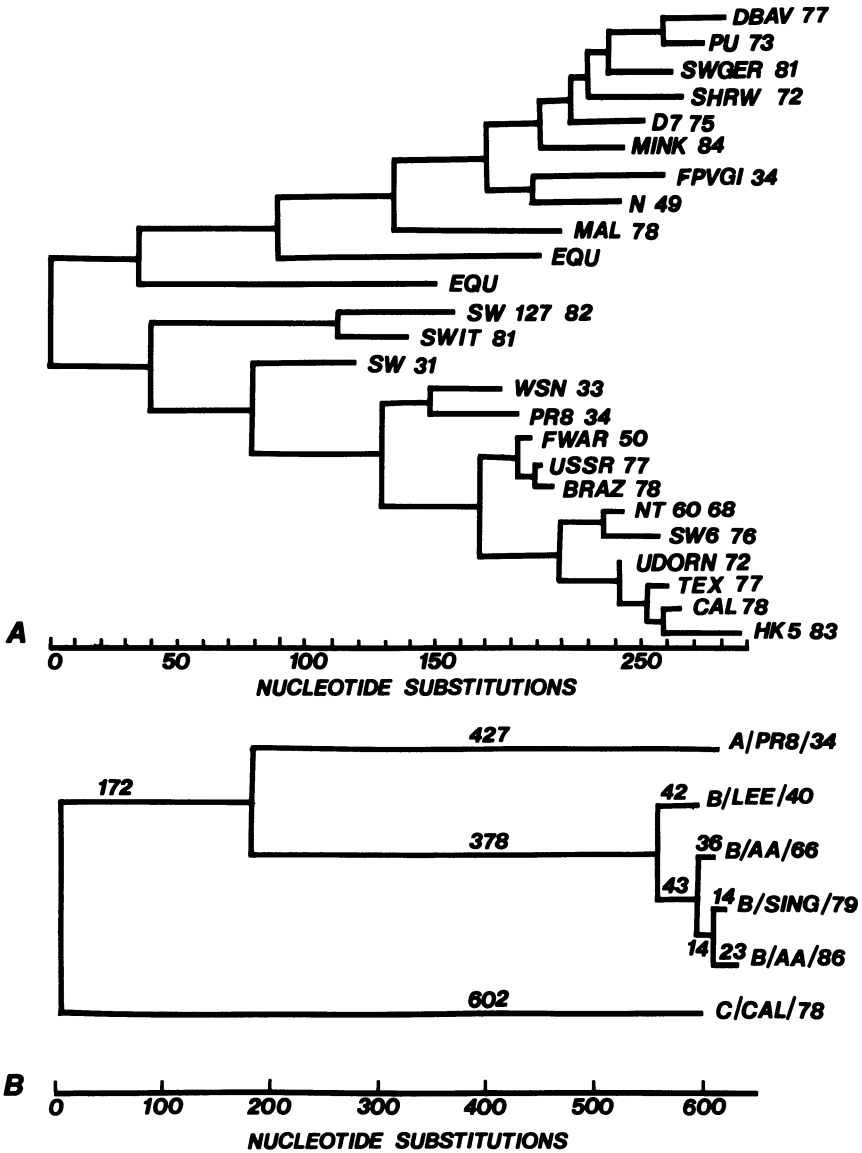 DBAV 77
PU 73
SWGER 81
SHRW 72
D7 75
MINK 84
FPVGI 34
N 49
MAL 78
EQU
EQU
SW 127 82
SWIT 81
SW 31
WSN 33
PR8 34
FWAR 50
USSR 77
BRAZ 78
NT 60 68
SW6 76
UDORN 72
TEX 77
CAL 78
HK5 83
A
0 50 100 150 250
NUCLEOTIDE SUBSTITUTIONS
427 A/PR8/34
172
42 B/LEE/40
378
36 B/AA/66
43
14 B/SING/79
14 23 B/AA/86
602 C/CAL/78
B
0 100 200 300 400 500 600
NUCLEOTIDE SUBSTITUTIONS